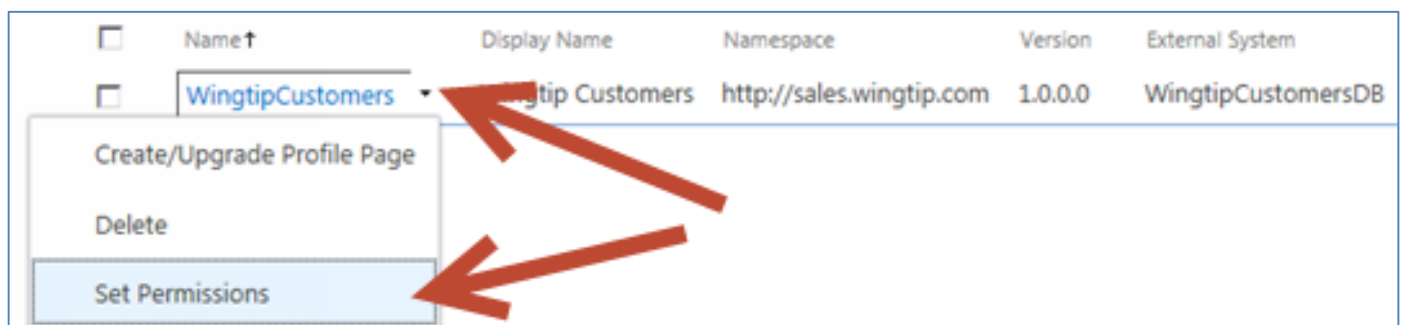 Name↑ Display Name Namespace Version External System
WingtipCustomers gtip Customers http://sales.wingtip.com 1.0.0.0 WingtipCustomersDB
Create/Upgrade Profile Page
Delete
Set Permissions